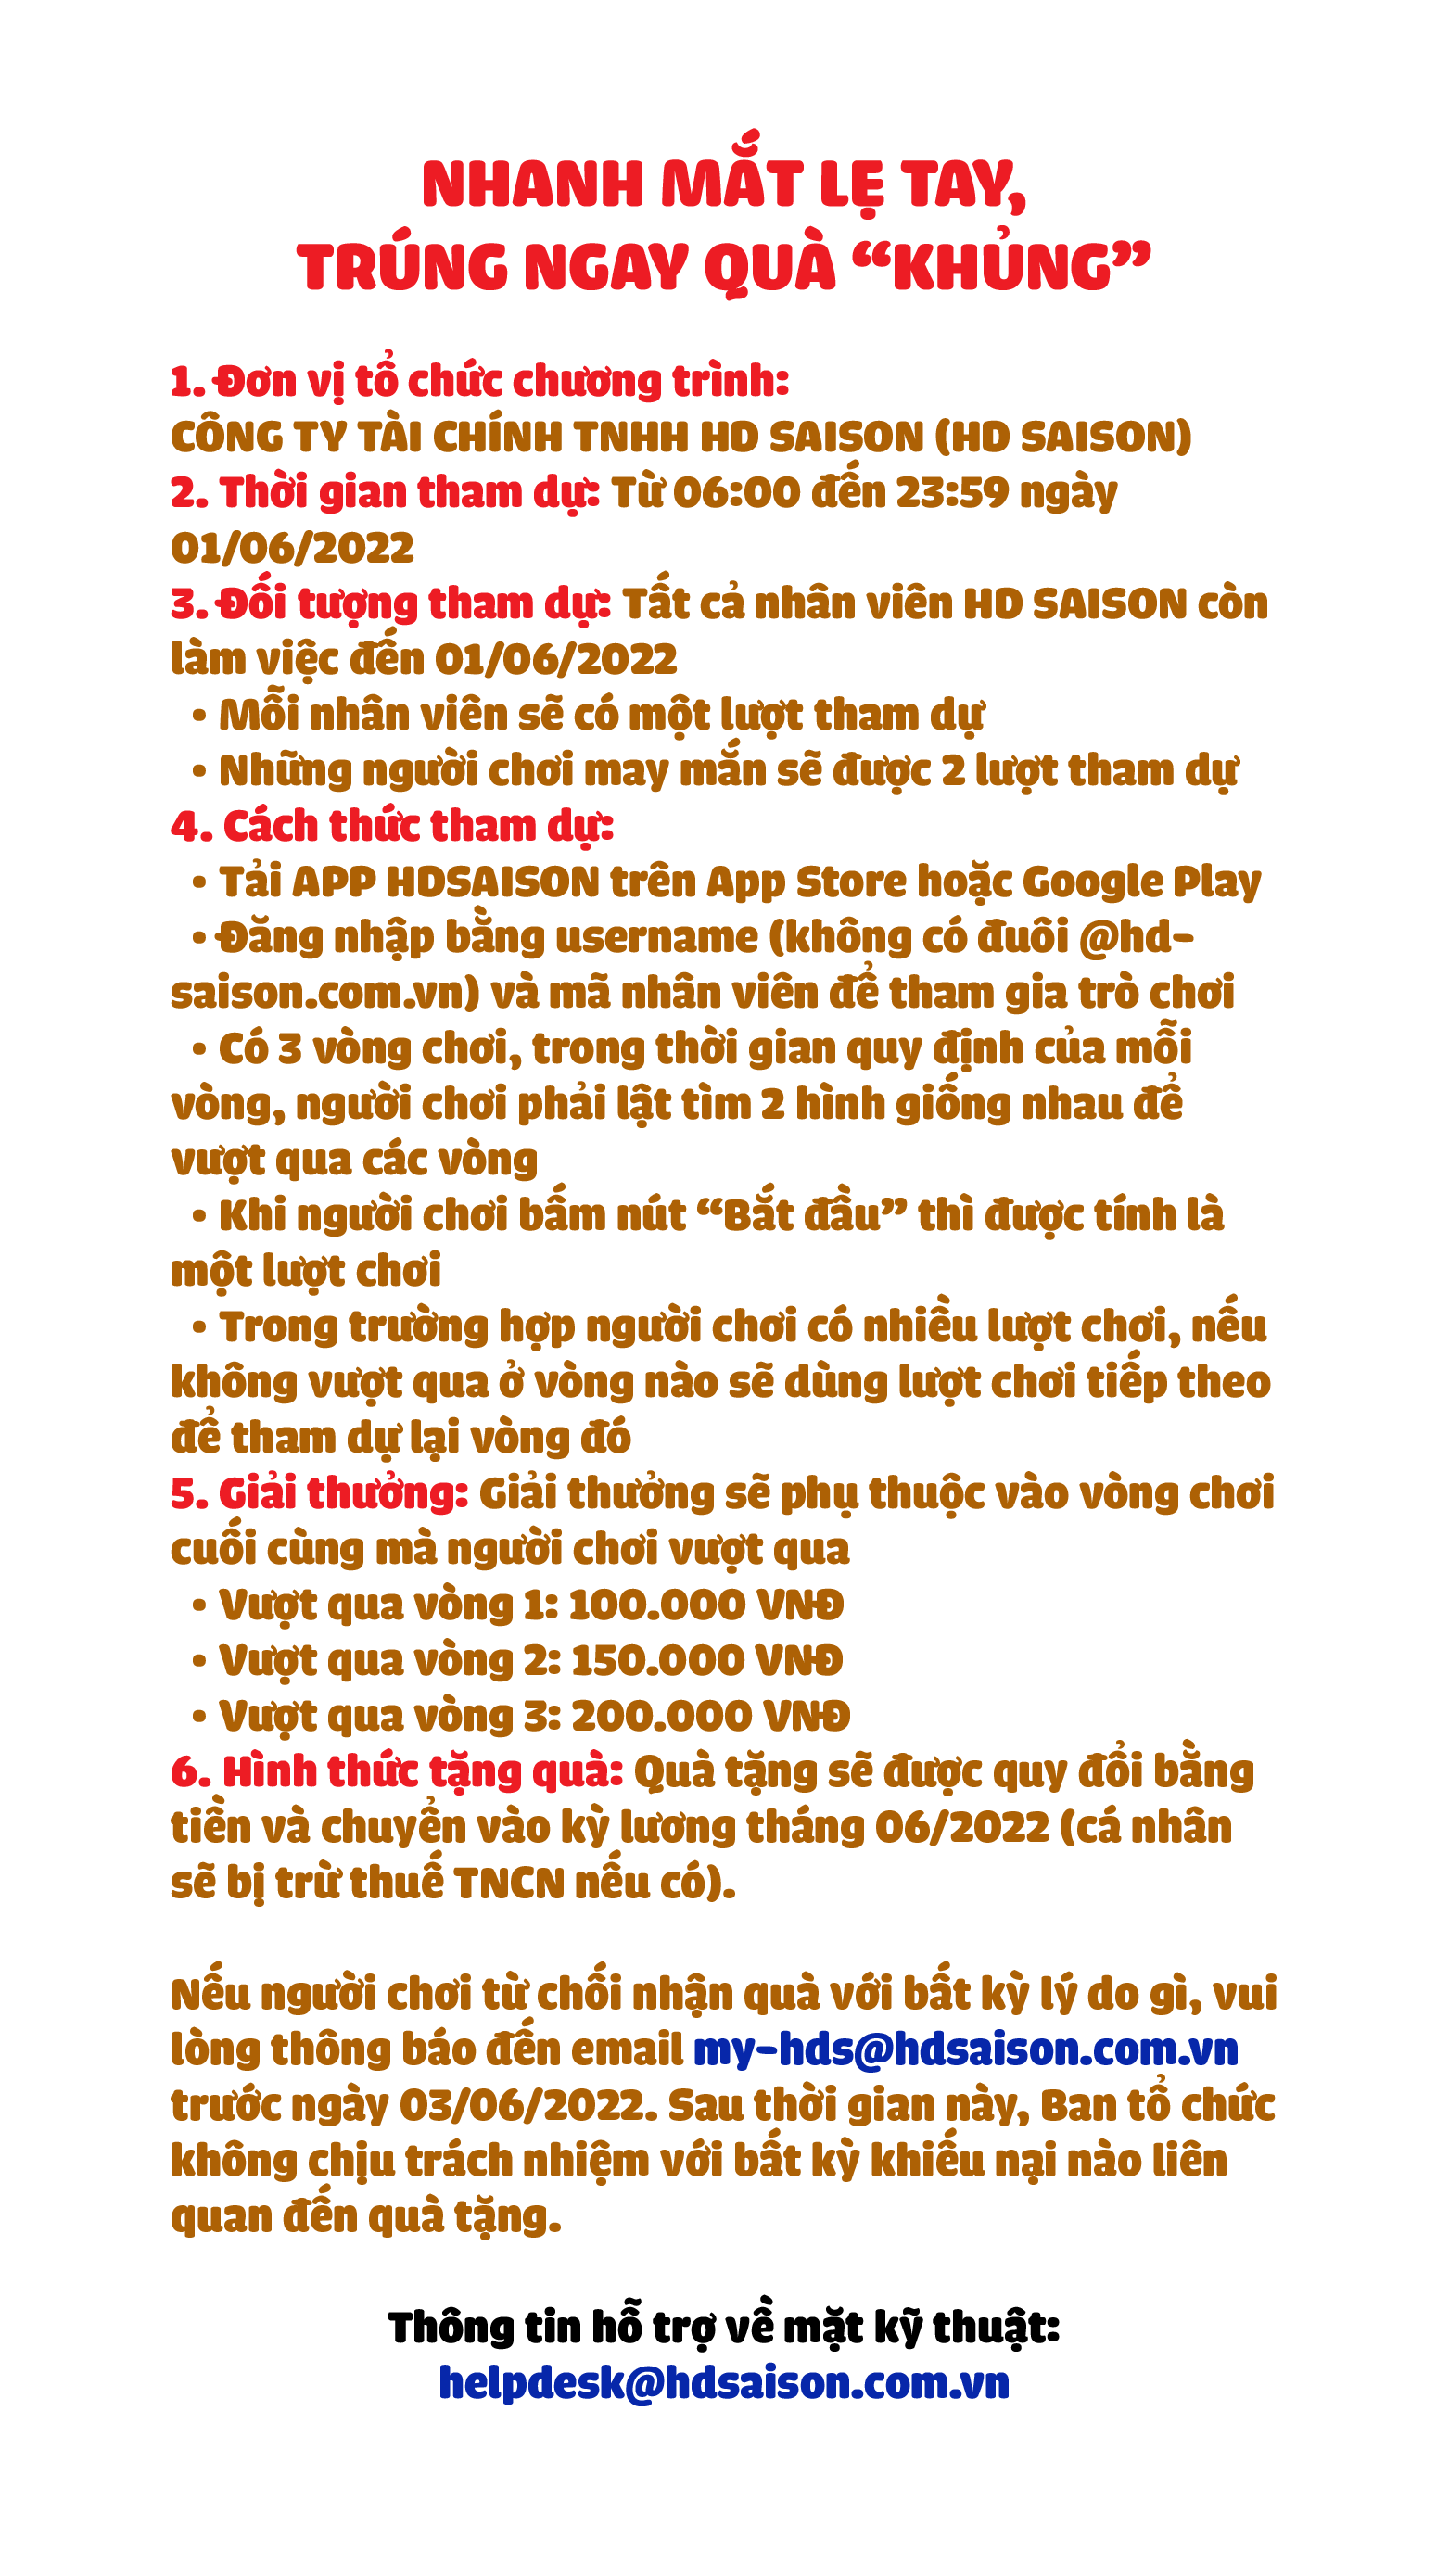 NHANH MẮT LẸ TAY,
TRÚNG NGAY QUÀ “KHỦNG”
1. Đơn vị tổ chức chương trình:
CÔNG TY TÀI CHÍNH TNHH HD SAISON (HD SAISON)
2. Thời gian tham dự: Từ 06:00 đến 23:59 ngày
01/06/2022
3. Đối tượng tham dự: Tất cả nhân viên HD SAISON còn
làm việc đến 01/06/2022
• Mỗi nhân viên sẽ có một lượt tham dự
• Những người chơi may mắn sẽ được 2 lượt tham dự
4. Cách thức tham dự:
• Tải APP HDSAISON trên App Store hoặc Google Play
• Đăng nhập bằng username (không có đuôi @hd-
saison.com.vn) và mã nhân viên để tham gia trò chơi
• Có 3 vòng chơi, trong thời gian quy định của mỗi
vòng, người chơi phải lật tìm 2 hình giống nhau để
vượt qua các vòng
• Khi người chơi bấm nút “Bắt đầu” thì được tính là
một lượt chơi
• Trong trường hợp người chơi có nhiều lượt chơi, nếu
không vượt qua ở vòng nào sẽ dùng lượt chơi tiếp theo
để tham dự lại vòng đó
5. Giải thưởng: Giải thưởng sẽ phụ thuộc vào vòng chơi
cuối cùng mà người chơi vượt qua
• Vượt qua vòng 1: 100.000 VNĐ
• Vượt qua vòng 2: 150.000 VNĐ
• Vượt qua vòng 3: 200.000 VNĐ
6. Hình thức tặng quà: Quà tặng sẽ được quy đổi bằng
tiền và chuyển vào kỳ lương tháng 06/2022 (cá nhân
sẽ bị trừ thuế TNCN nếu có).
Nếu người chơi từ chối nhận quà với bất kỳ lý do gì, vui
lòng thông báo đến email my-hds@hdsaison.com.vn
trước ngày 03/06/2022. Sau thời gian này, Ban tổ chức
không chịu trách nhiệm với bất kỳ khiếu nại nào liên
quan đến quà tặng.
Thông tin hỗ trợ về mặt kỹ thuật:
helpdesk@hdsaison.com.vn